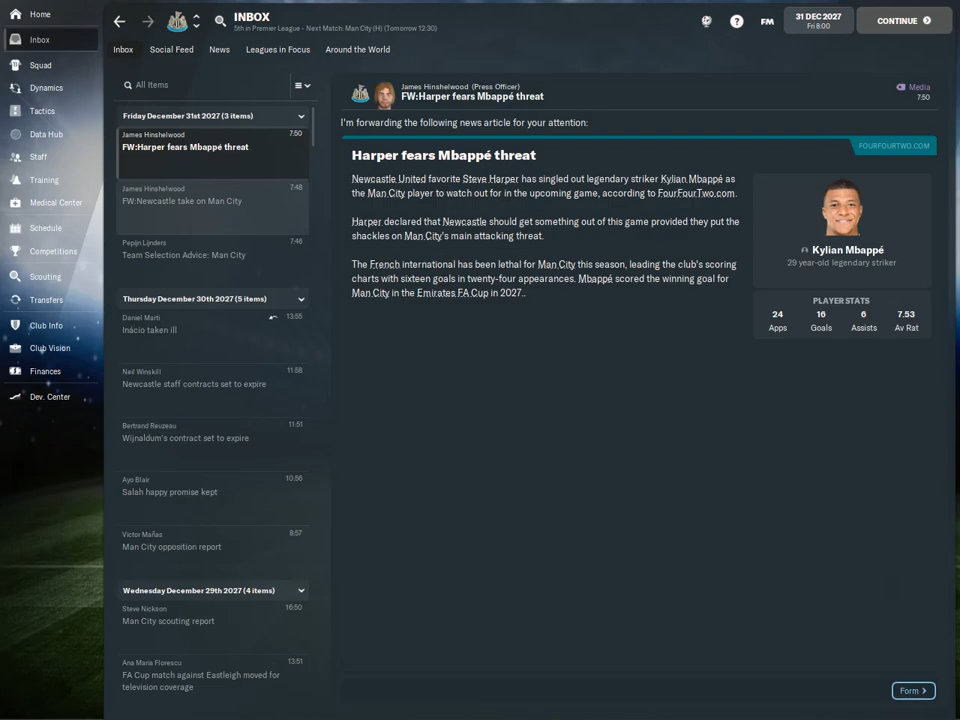 Home
Inbox
Squad
Dynamics
Tactics
Data Hub
Staff
Training
Medical Center
Schedule
Competitions
Scouting
Transfers
Club Info
Club Vision
Finances
Dev. Center
INBOX
5th in Premier League - Next Match: Man City (H) (Tomorrow 12:30)
FM
31 DEC 2027
Fri 8:00
CONTINUE
Inbox
Social Feed
News
Leagues in Focus
Around the World
All Items
Friday December 31st 2027 (3 items)
James Hinshelwood 7:50
FW:Harper fears Mbappé threat
James Hinshelwood 7:48
FW:Newcastle take on Man City
Pepijn Lijnders 7:46
Team Selection Advice: Man City
Thursday December 30th 2027 (5 items)
Daniel Marti 13:55
Inácio taken ill
Neil Winskill 11:58
Newcastle staff contracts set to expire
Bertrand Reuzeau 11:51
Wijnaldum's contract set to expire
Ayo Blair 10:56
Salah happy promise kept
Víctor Mañas 8:57
Man City opposition report
Wednesday December 29th 2027 (4 items)
Steve Nickson 16:50
Man City scouting report
Ana Maria Florescu 13:51
FA Cup match against Eastleigh moved for
television coverage
James Hinshelwood (Press Officer)
FW:Harper fears Mbappé threat
Media
7:50
I'm forwarding the following news article for your attention:
FOURFOURTWO.COM
Harper fears Mbappé threat
Newcastle United favorite Steve Harper has singled out legendary striker Kylian Mbappé as
the Man City player to watch out for in the upcoming game, according to FourFourTwo.com.
Harper declared that Newcastle should get something out of this game provided they put the
shackles on Man City's main attacking threat.
The French international has been lethal for Man City this season, leading the club's scoring
charts with sixteen goals in twenty-four appearances. Mbappé scored the winning goal for
Man City in the Emirates FA Cup in 2027..
Kylian Mbappé
29 year-old legendary striker
PLAYER STATS
24 16 6 7.53
Apps Goals Assists Av Rat
Form